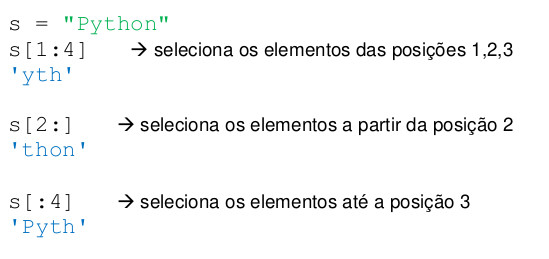 s = "Python"
s[1:4] → seleciona os elementos das posições 1,2,3
'yth'
s[2:] → seleciona os elementos a partir da posição 2
'thon'
s[:4] → seleciona os elementos até a posição 3
'Pyth'